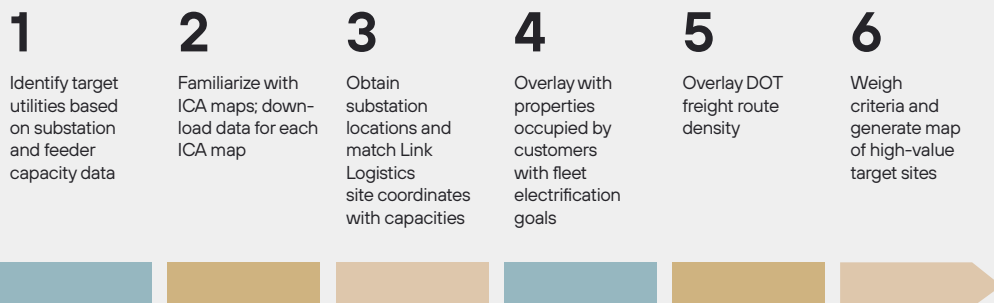 1
Identify target
utilities based
on substation
and feeder
capacity data
2
Familiarize with
ICA maps; down-
load data for each
ICA map
3
Obtain
substation
locations and
match Link
Logistics
site coordinates
with capacities
4
Overlay with
properties
occupied by
customers
with fleet
electrification
goals
5
Overlay DOT
freight route
density
6
Weigh
criteria and
generate map
of high-value
target sites